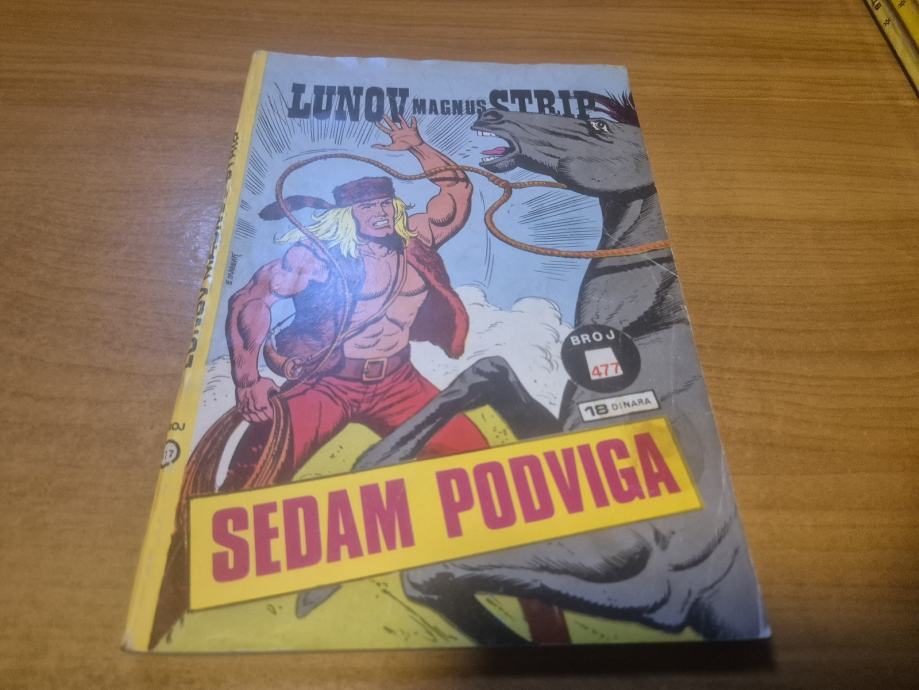 LUNOV MAGNUS STRIP
BROJ
477
18 DINARA
SEDAM PODVIGA